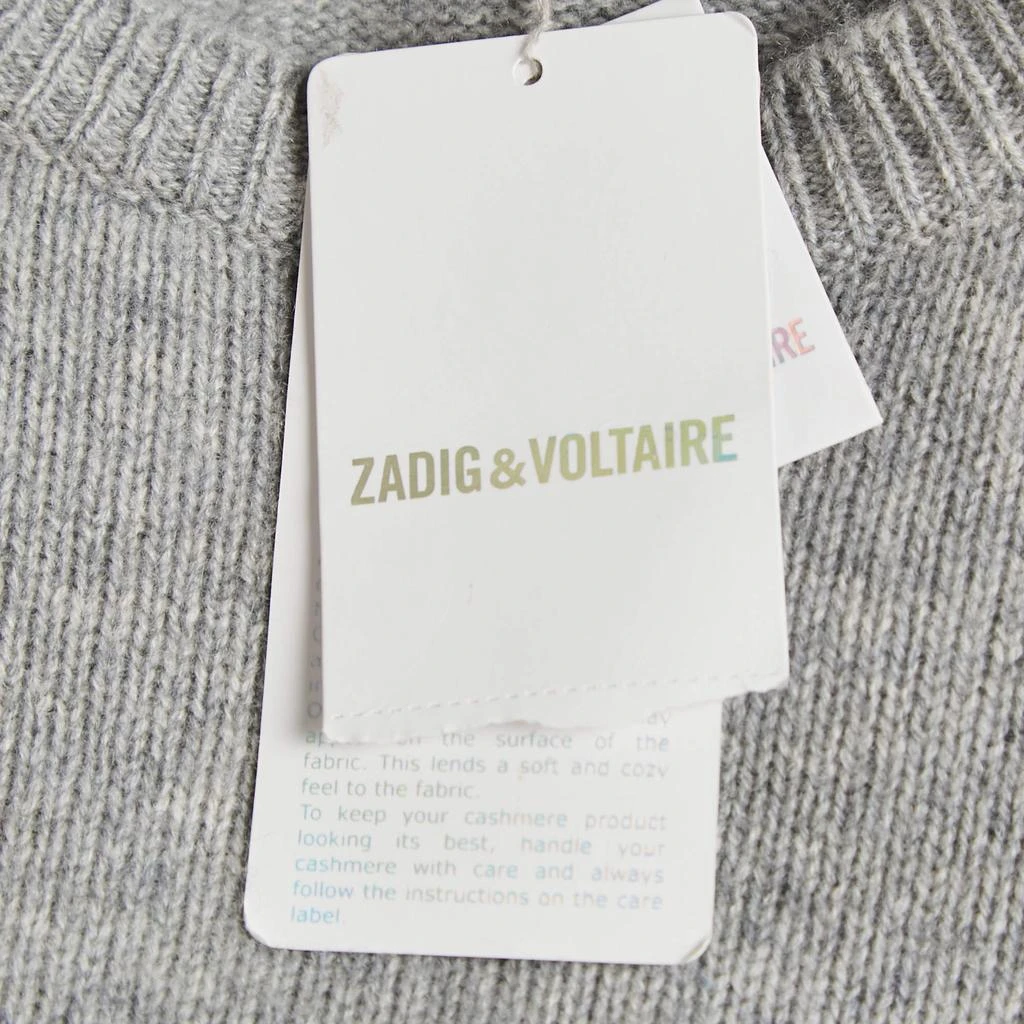 ZADIG & VOLTAIRE
RE
on the surface of the
fabric. This lends a soft and cozy
feel to the fabric.
To keep your cashmere product
looking its best, handle your
cashmere with care and always
follow the instructions on the care
label.